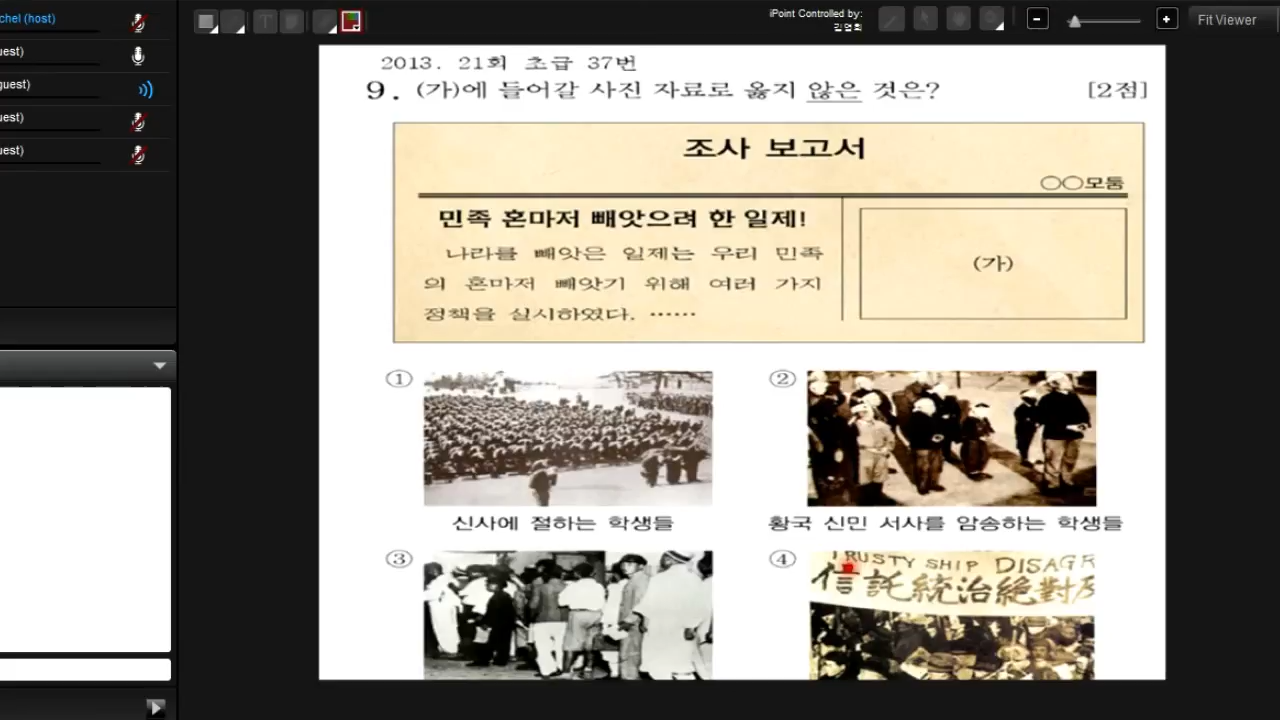 chel (host)
uest)
guest)
uest)
uest)
iPoint Controlled by:
김영희
Fit Viewer
2013. 21회 초급 37번
9. (가)에 들어갈 사진 자료로 옳지 않은 것은? [2점]
조사 보고서
○○모둠
민족 혼마저 빼앗으려 한 일제!
나라를 빼앗은 일제는 우리 민족
의 혼마저 빼앗기 위해 여러 가지
정책을 실시하였다. ……
(가)
①
②
신사에 절하는 학생들
황국 신민 서사를 암송하는 학생들
③
④
TRUSTY SHIP DISAGR
信託統治絶對反